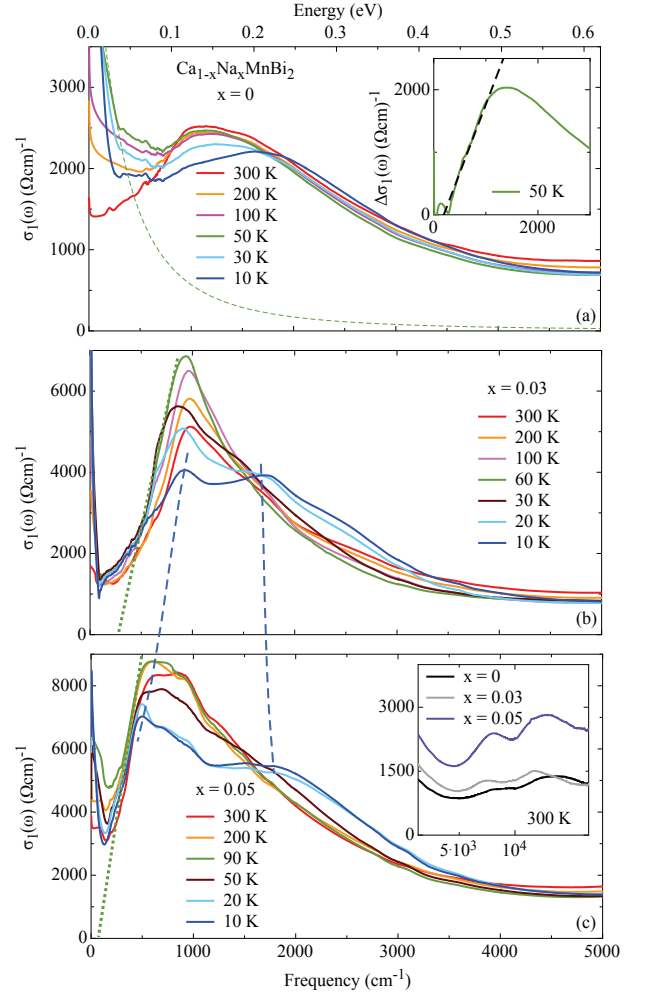 Energy (eV)
0.0 0.1 0.2 0.3 0.4 0.5 0.6
Ca1-xNaxMnBi2
x = 0
3000
2000
1000
0
σ1(ω) (Ωcm)-1
300 K
200 K
100 K
50 K
30 K
10 K
2000
0
Δσ1(ω) (Ωcm)-1
50 K
0 2000
(a)
6000
4000
2000
0
σ1(ω) (Ωcm)-1
x = 0.03
300 K
200 K
100 K
60 K
30 K
20 K
10 K
(b)
8000
6000
4000
2000
0
σ1(ω) (Ωcm)-1
x = 0.05
300 K
200 K
90 K
50 K
20 K
10 K
x = 0
x = 0.03
x = 0.05
3000
1500
0
300 K
5·103 104
(c)
0 1000 2000 3000 4000 5000
Frequency (cm-1)